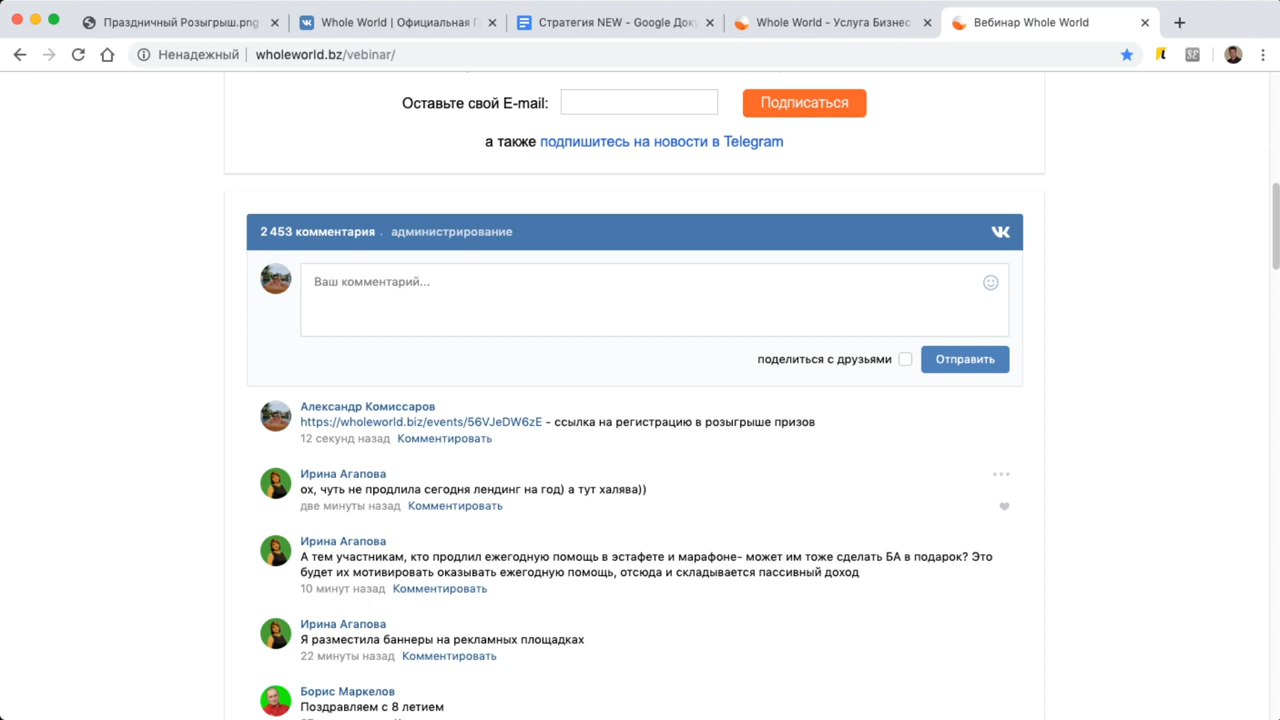 Праздничный Розыгрыш.png
Whole World | Официальная Г
Стратегия NEW - Google Доку
Whole World - Услуга Бизнес
Вебинар Whole World
Ненадежный
wholeworld.bz/vebinar/
Оставьте свой E-mail:
Подписаться
а также подпишитесь на новости в Telegram
2 453 комментария . администрирование
Ваш комментарий...
поделиться с друзьями
Отправить
Александр Комиссаров
https://wholeworld.biz/events/56VJeDW6zE - ссылка на регистрацию в розыгрыше призов
12 секунд назад Комментировать
Ирина Агапова
ох, чуть не продлила сегодня лендинг на год) а тут халява))
две минуты назад Комментировать
Ирина Агапова
А тем участникам, кто продлил ежегодную помощь в эстафете и марафоне- может им тоже сделать БА в подарок? Это
будет их мотивировать оказывать ежегодную помощь, отсюда и складывается пассивный доход
10 минут назад Комментировать
Ирина Агапова
Я разместила баннеры на рекламных площадках
22 минуты назад Комментировать
Борис Маркелов
Поздравляем с 8 летием